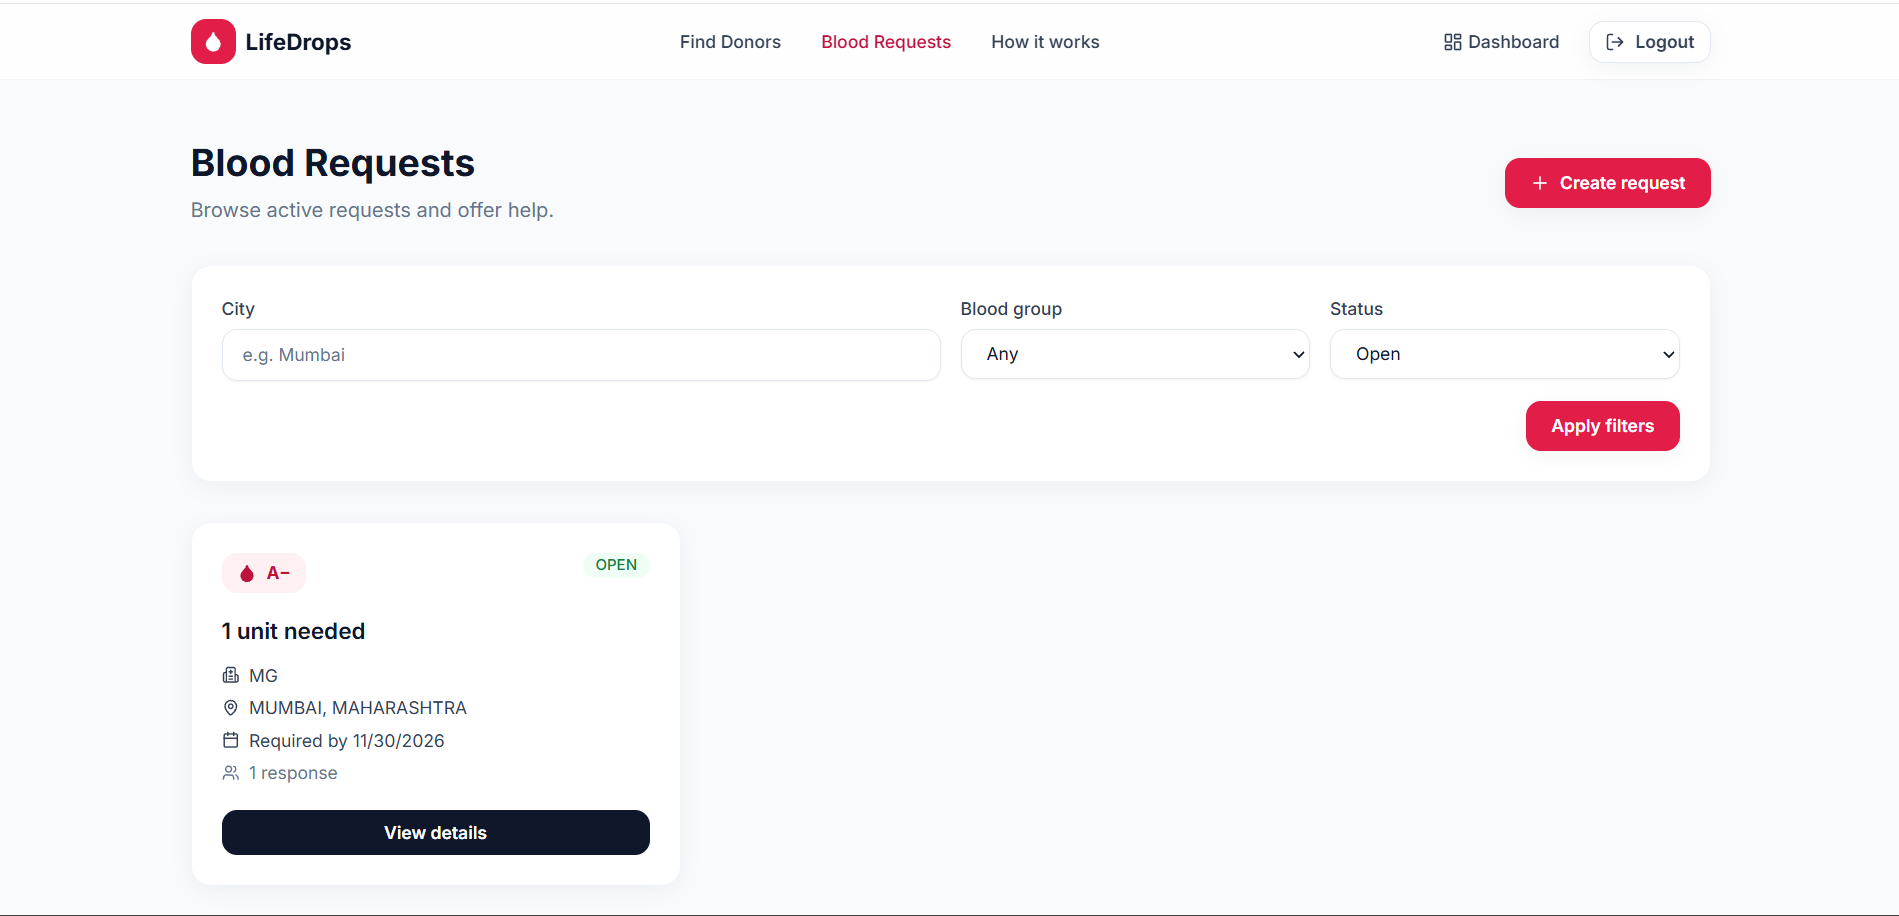 LifeDrops
Find Donors
Blood Requests
How it works
Dashboard
Logout
Blood Requests
Browse active requests and offer help.
+ Create request
City
Blood group
Status
e.g. Mumbai
Any
Open
Apply filters
A−
OPEN
1 unit needed
MG
MUMBAI, MAHARASHTRA
Required by 11/30/2026
1 response
View details